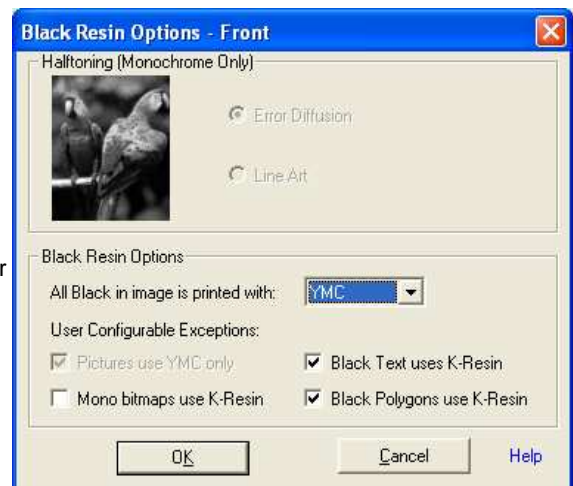 Black Resin Options - Front
Halftoning (Monochrome Only)
Error Diffusion
Line Art
r
Black Resin Options
All Black in image is printed with: YMC
User Configurable Exceptions:
Pictures use YMC only Black Text uses K-Resin
Mono bitmaps use K-Resin Black Polygons use K-Resin
OK Cancel Help